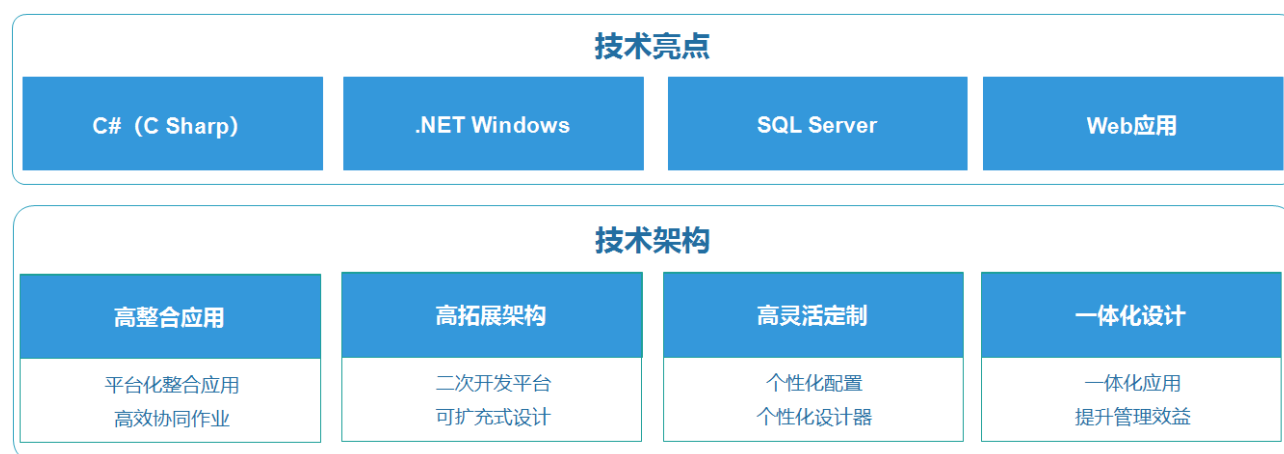 技术亮点
C#（C Sharp）
.NET Windows
SQL Server
Web应用
技术架构
高整合应用
高拓展架构
高灵活定制
一体化设计
平台化整合应用
高效协同作业
二次开发平台
可扩充式设计
个性化配置
个性化设计器
一体化应用
提升管理效益